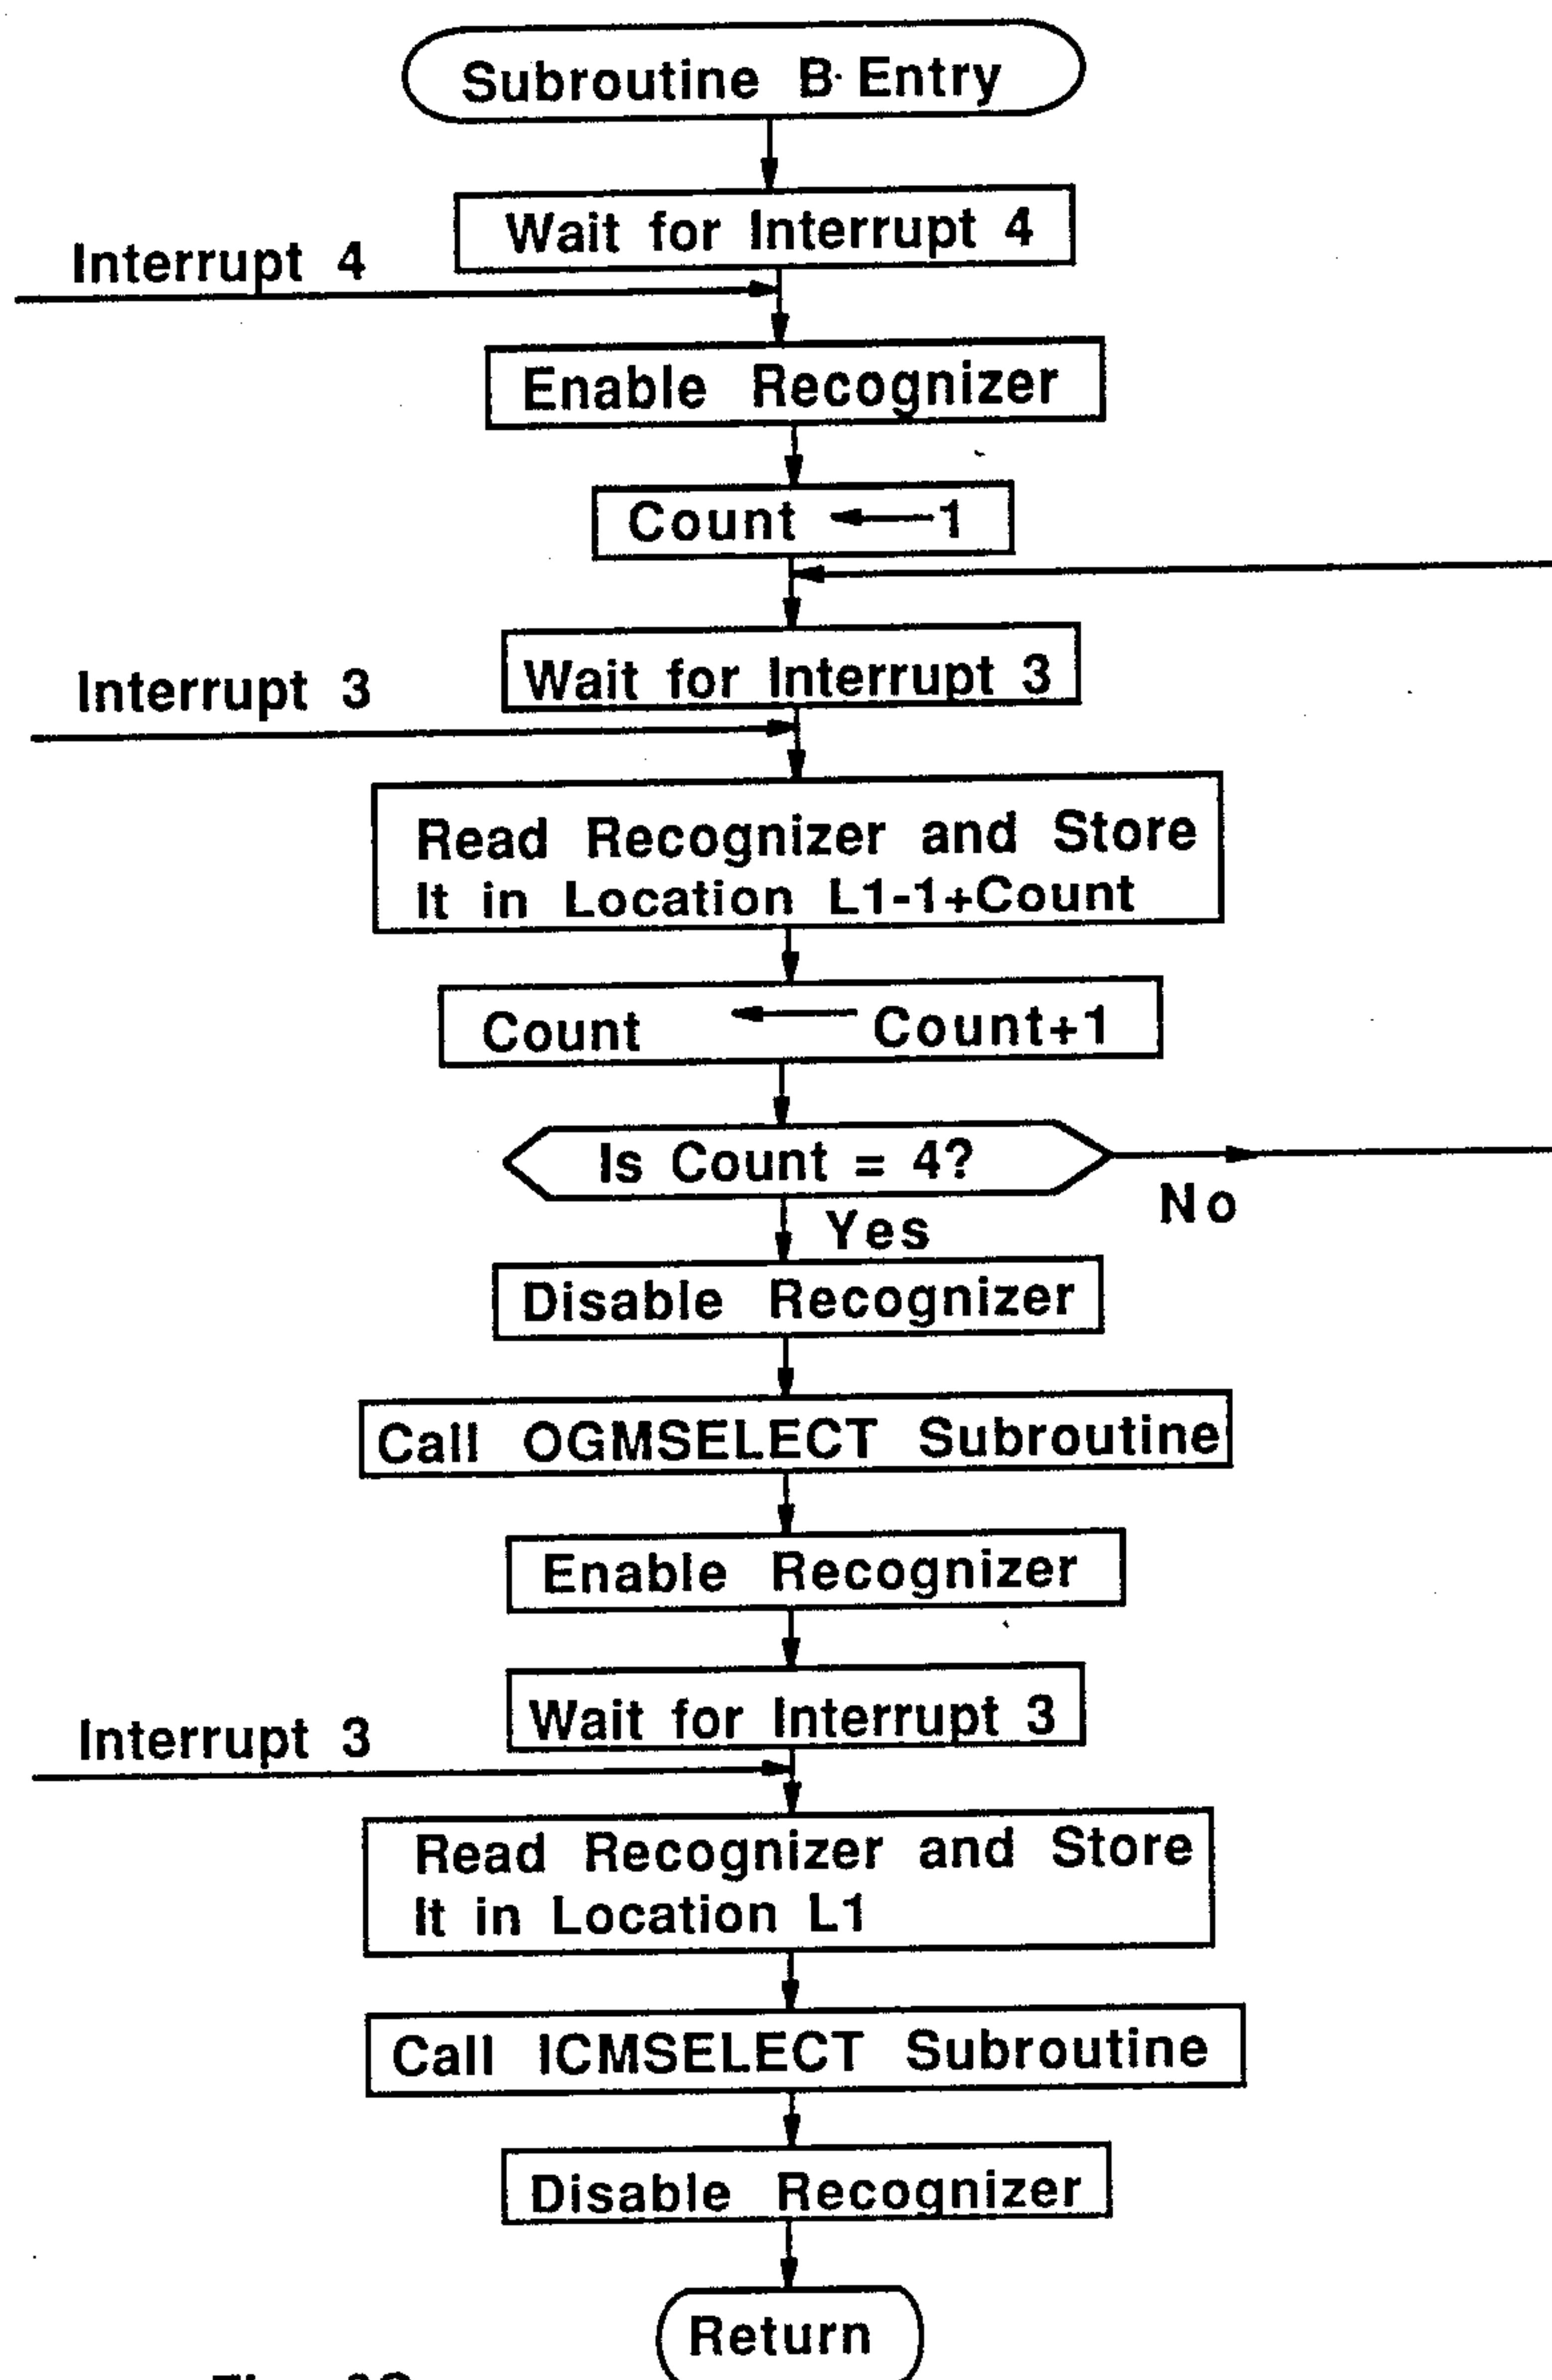 Subroutine B Entry
Wait for Interrupt 4
Interrupt 4
Enable Recognizer
Count ← 1
Wait for Interrupt 3
Interrupt 3
Read Recognizer and Store
It in Location L1-1+Count
Count ← Count+1
Is Count = 4?
No
Yes
Disable Recognizer
Call OGMSELECT Subroutine
Enable Recognizer
Wait for Interrupt 3
Interrupt 3
Read Recognizer and Store
It in Location L1
Call ICMSELECT Subroutine
Disable Recognizer
Return